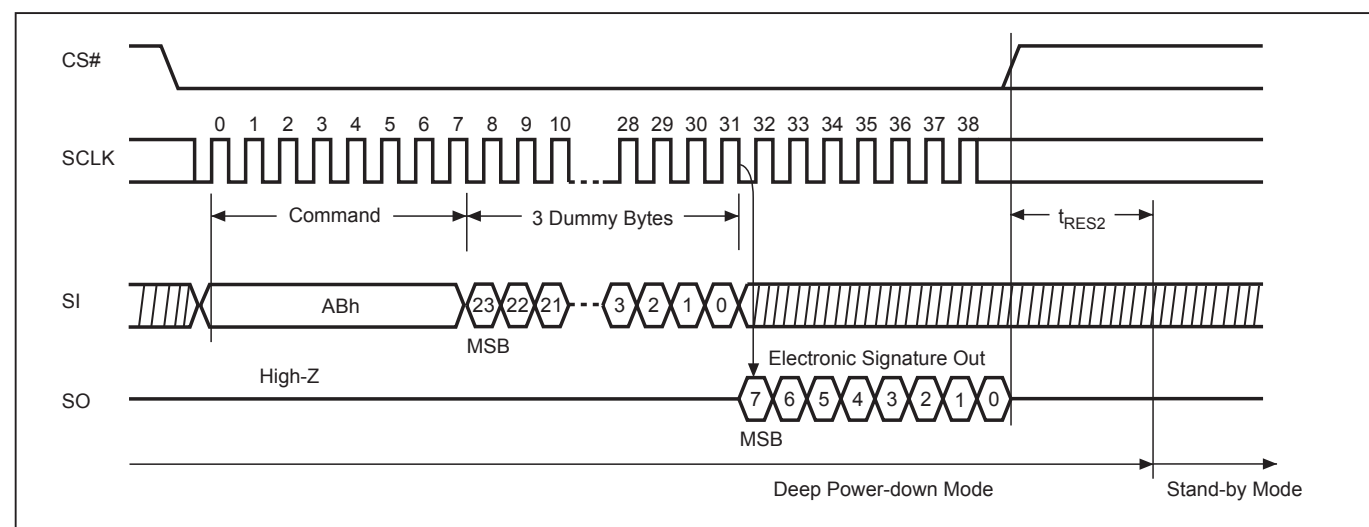 CS#
0 1 2 3 4 5 6 7 8 9 10 28 29 30 31 32 33 34 35 36 37 38
SCLK
Command 3 Dummy Bytes tRES2
SI ABh 23 22 21 3 2 1 0
MSB
Electronic Signature Out
High-Z
SO 7 6 5 4 3 2 1 0
MSB
Deep Power-down Mode Stand-by Mode